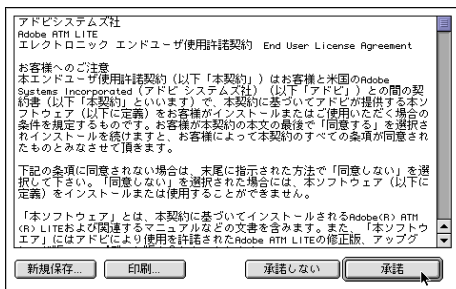 アドビシステムズ社
Adobe ATM LITE
エレクトロニック エンドユーザ使用許諾契約 End User License Agreement
お客様へのご注意
本エンドユーザ使用許諾契約（以下「本契約」）はお客様と米国のAdobe
Systems Incorporated（アドビ システムズ社）（以下「アドビ」）との間の契
約書（以下「本契約」といいます）で、本契約に基づいてアドビが提供する本ソ
フトウェア（以下に定義）をお客様がインストールまたはご使用いただく場合の
条件を規定するものです。お客様が本契約の本文の最後で「同意する」を選択さ
れインストールを続けますと、お客様によって本契約のすべての条項が同意され
たものとみなさせて頂きます。
下記の条項に同意されない場合は、末尾に指示された方法で「同意しない」を選
択して下さい。「同意しない」を選択された場合には、本ソフトウェア（以下に
定義）をインストールまたは使用することができません。
「本ソフトウェア」とは、本契約に基づいてインストールされるAdobe(R) ATM
(R) LITEおよび関連するマニュアルなどの文書を含みます。また、「本ソフトウ
エア」にはアドビにより使用を許諾されたAdobe ATM LITEの修正版、アップグ
新規保存...
印刷...
承諾しない
承諾